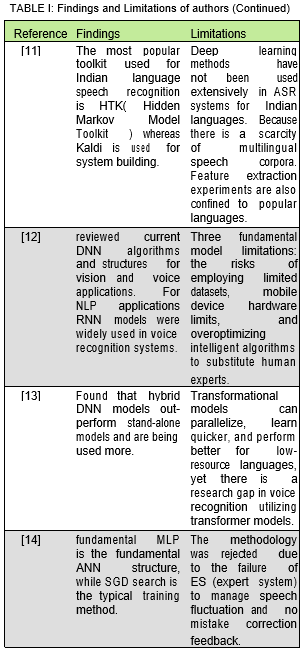 TABLE I: Findings and Limitations of authors (Continued)
Reference Findings Limitations
[11]
The most popular
toolkit used for
Indian language
speech recognition
is HTK( Hidden
Markov Model
Toolkit ) whereas
Kaldi is used for
system building.
Deep learning
methods have
not been used
extensively in ASR
systems for Indian
languages. Because
there is a scarcity
of multilingual
speech corpora.
Feature extraction
experiments are also
confined to popular
languages.
[12]
reviewed current
DNN algorithms
and structures for
vision and voice
applications. For
NLP applications
RNN models were
widely used in voice
recognition systems.
Three fundamental
model limitations:
the risks of
employing limited
datasets, mobile
device hardware
limits, and
overoptimizing
intelligent algorithms
to substitute human
experts.
[13]
Found that hybrid
DNN models out-
perform stand-alone
models and are being
used more.
Transformational
models can
parallelize, learn
quicker, and perform
better for low-
resource languages,
yet there is a
research gap in voice
recognition utilizing
transformer models.
[14]
fundamental MLP
is the fundamental
ANN structure,
while SGD search is
the typical training
method.
The methodology
was rejected due
to the failure of
ES (expert system)
to manage speech
fluctuation and no
mistake correction
feedback.